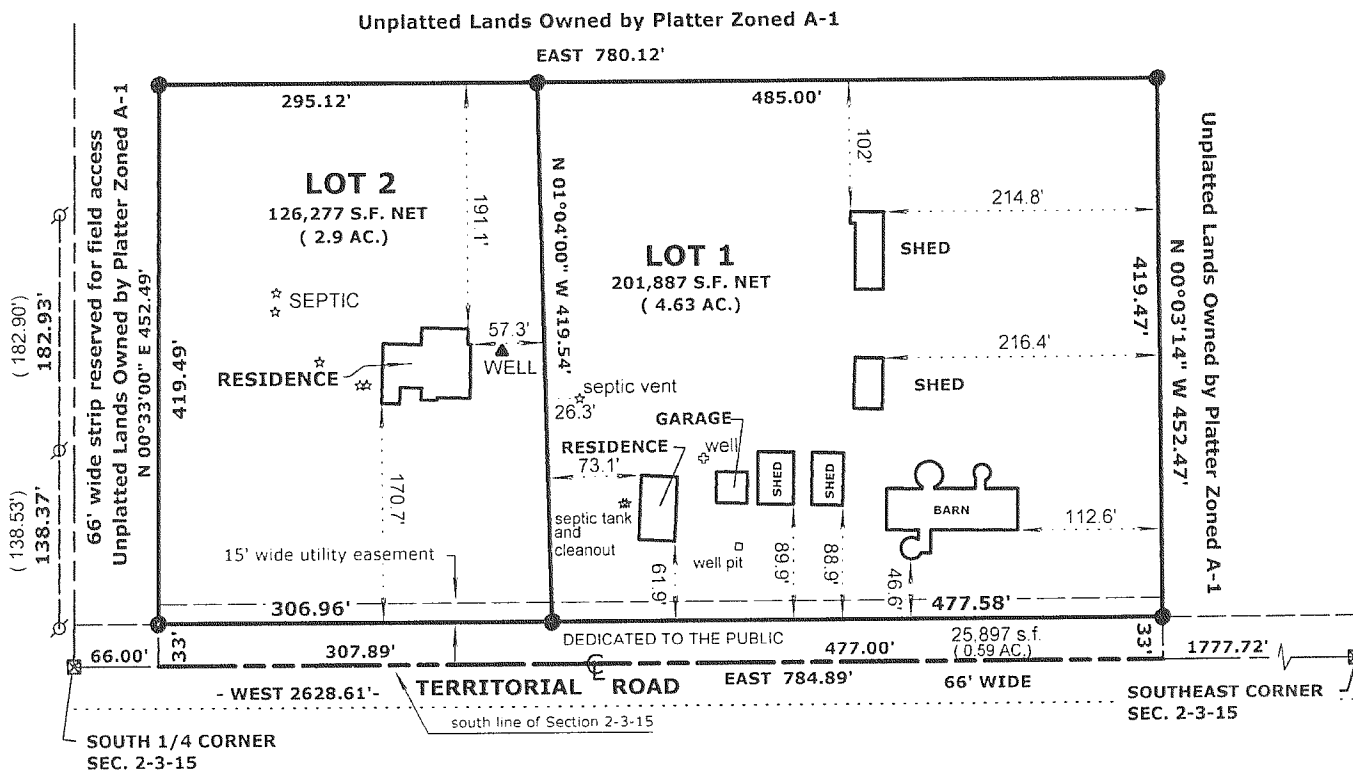 Unplatted Lands Owned by Platter Zoned A-1
EAST 780.12'
295.12'
485.00'
66' wide strip reserved for field access
Unplatted Lands Owned by Platter Zoned A-1
N 00°33'00" E 452.49'
419.49'
(182.90')
182.93'
(138.53')
138.37'
LOT 2
126,277 S.F. NET
( 2.9 AC.)
191.1'
SEPTIC
57.3'
WELL
RESIDENCE
170.7'
15' wide utility easement
306.96'
N 01°04'00" W 419.54'
LOT 1
201,887 S.F. NET
( 4.63 AC.)
102'
214.8'
SHED
216.4'
SHED
septic vent
26.3'
GARAGE
RESIDENCE
well
73.1'
SHED
SHED
BARN
septic tank
and
cleanout
well pit
61.9'
89.9'
88.9'
46.6'
112.6'
477.58'
419.47'
N 00°03'14" W 452.47'
Unplatted Lands Owned by Platter Zoned A-1
DEDICATED TO THE PUBLIC
25,897 s.f.
( 0.59 AC.)
66.00'
33'
307.89'
477.00'
33'
1777.72'
- WEST 2628.61'-
TERRITORIAL ROAD
EAST 784.89'
66' WIDE
south line of Section 2-3-15
SOUTH 1/4 CORNER
SEC. 2-3-15
SOUTHEAST CORNER
SEC. 2-3-15